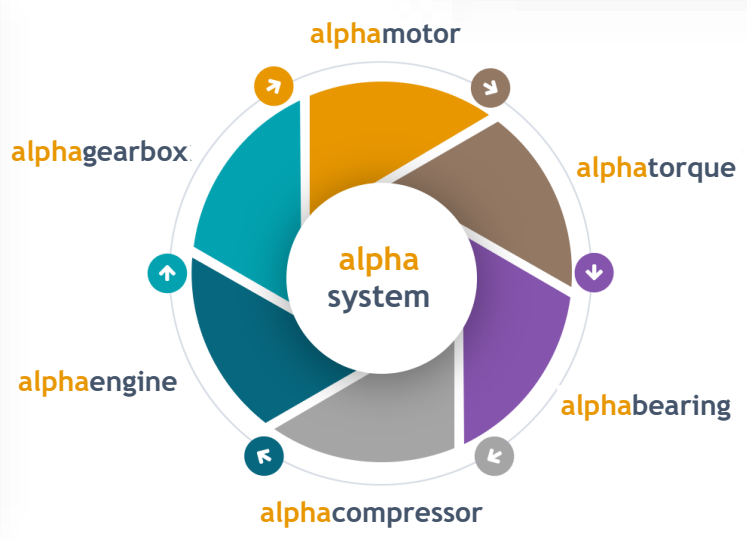 alphamotor
alphagearbox
alphatorque
alpha
system
alphaengine
alphabearing
alphacompressor